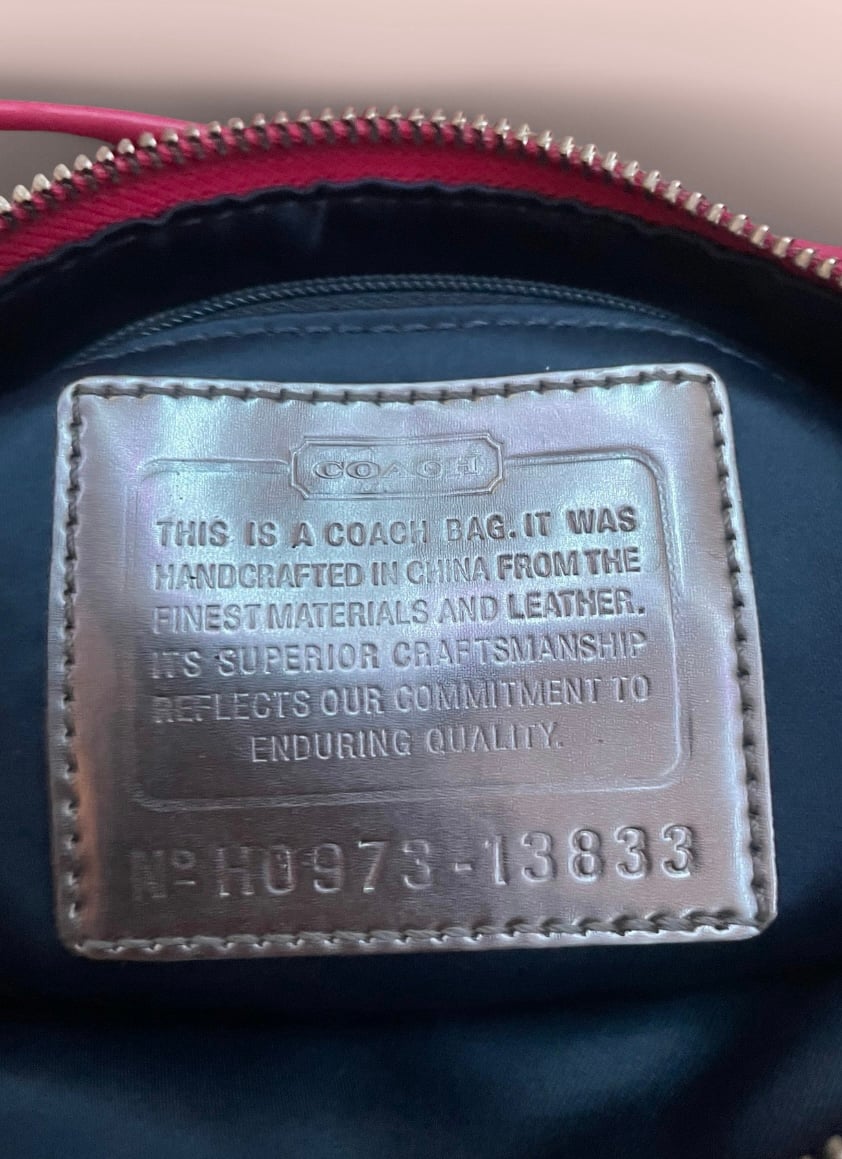 COACH
THIS IS A COACH BAG. IT WAS
HANDCRAFTED IN CHINA FROM THE
FINEST MATERIALS AND LEATHER.
ITS SUPERIOR CRAFTSMANSHIP
REFLECTS OUR COMMITMENT TO
ENDURING QUALITY.
Nº H0973-13833